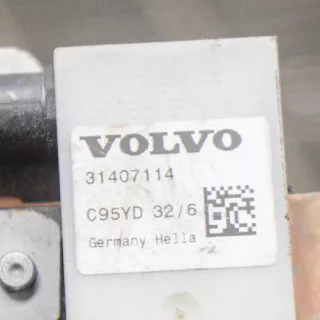 VOLVO
31407114
C95YD 32/6
Germany Hella